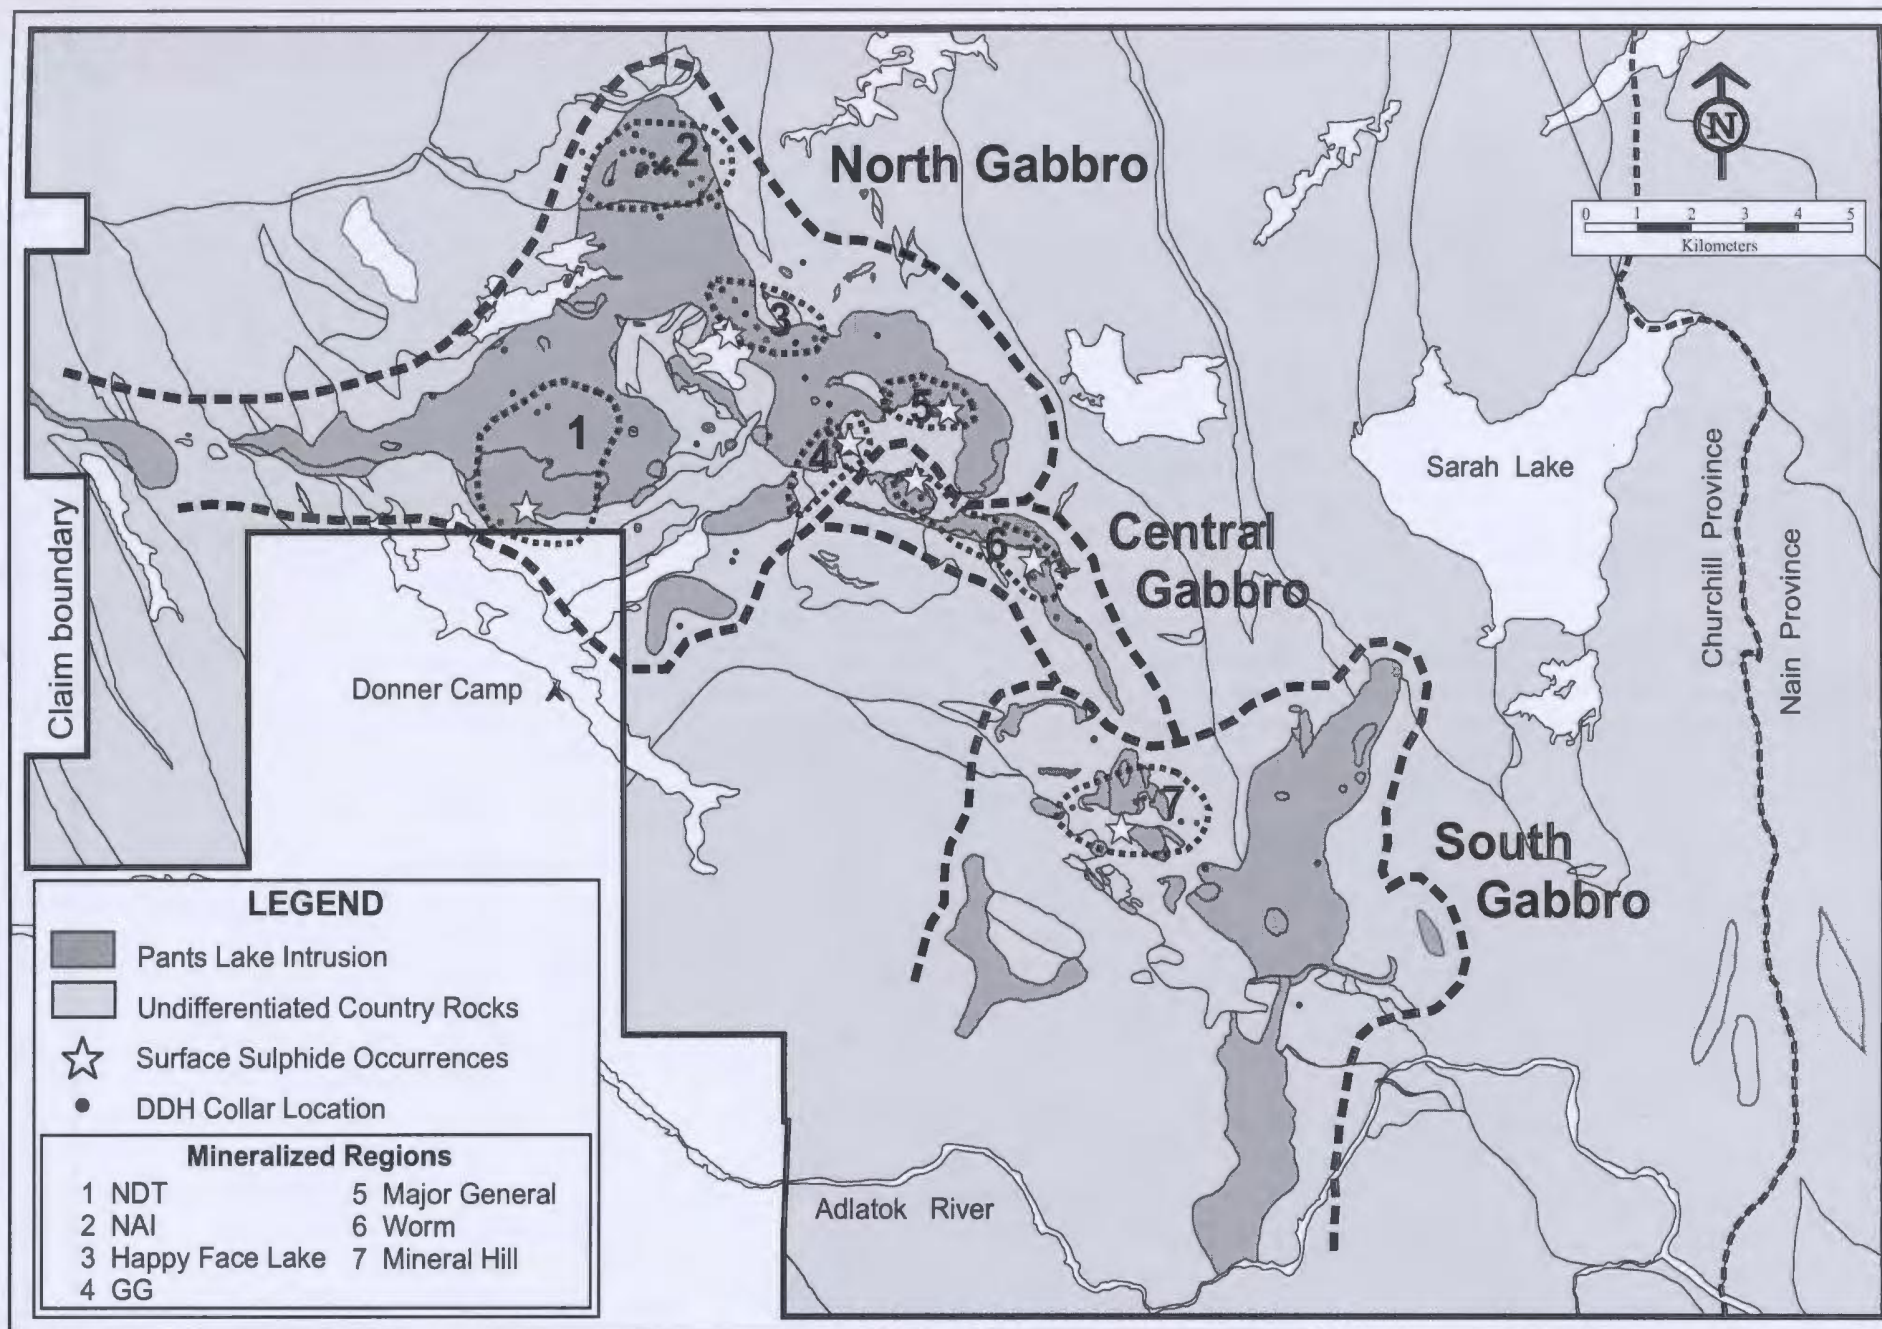 2
North Gabbro
N
0 1 2 3 4 5
Kilometers
3
5
1
4
Sarah Lake
6
Central
Gabbro
Churchill Province
Nain Province
Claim boundary
Donner Camp
7
South
Gabbro
Adlatok River
LEGEND
Pants Lake Intrusion
Undifferentiated Country Rocks
Surface Sulphide Occurrences
DDH Collar Location
Mineralized Regions
1 NDT
2 NAI
3 Happy Face Lake
4 GG
5 Major General
6 Worm
7 Mineral Hill